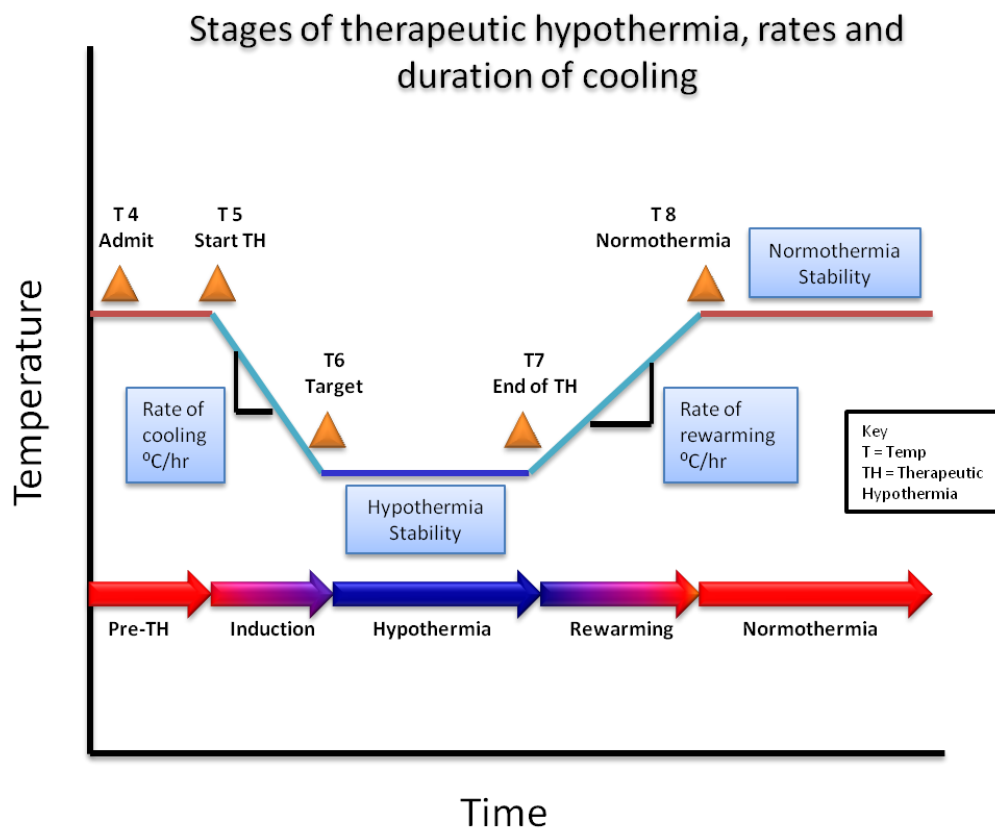 Stages of therapeutic hypothermia, rates and
duration of cooling
T 4
Admit
T 5
Start TH
T 8
Normothermia
Normothermia
Stability
T6
Target
T7
End of TH
Rate of
cooling
⁰C/hr
Rate of
rewarming
⁰C/hr
Hypothermia
Stability
Key
T = Temp
TH = Therapeutic
Hypothermia
Pre-TH
Induction
Hypothermia
Rewarming
Normothermia
Temperature
Time